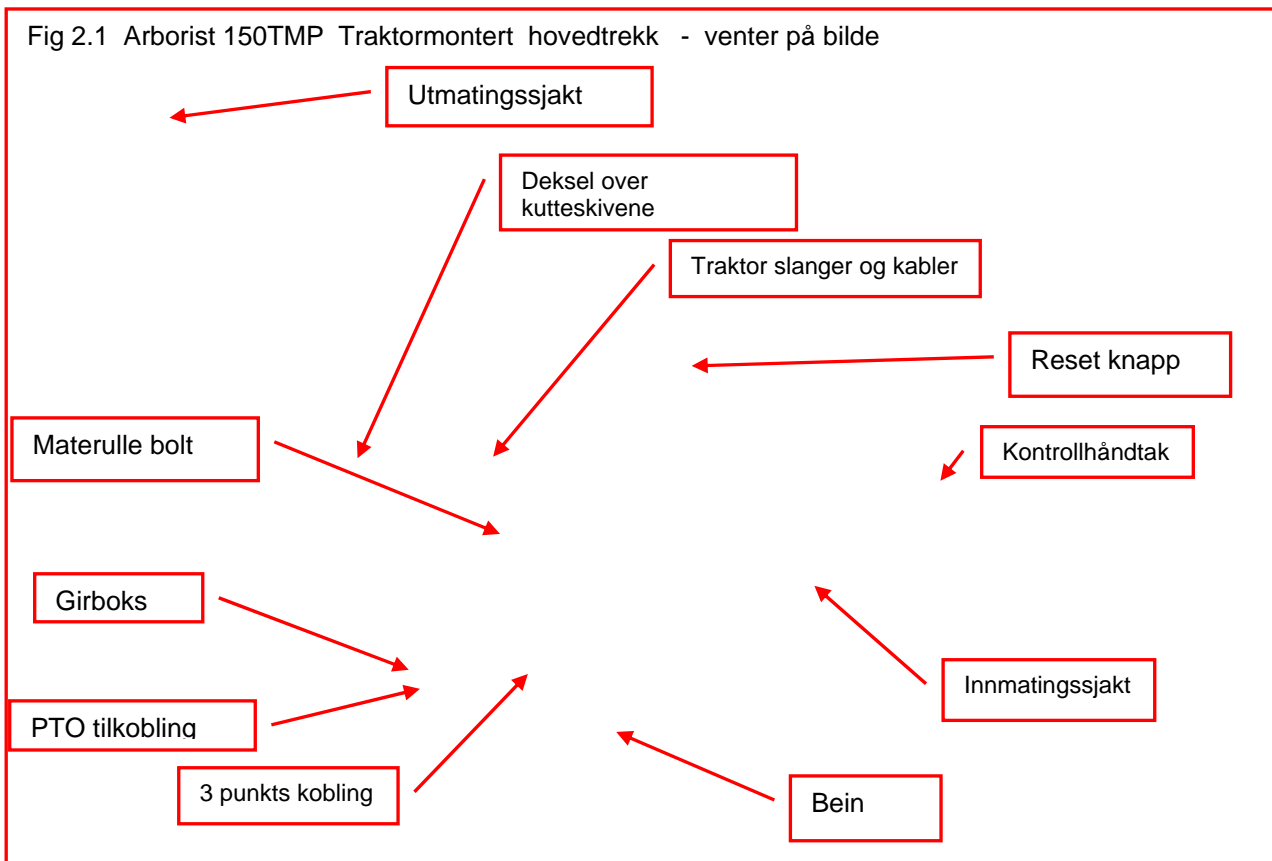 Fig 2.1 Arborist 150TMP Traktormontert hovedtrekk - venter på bilde
Utmatingssjakt
Deksel over
kutteskivene
Traktor slanger og kabler
Reset knapp
Materulle bolt
Kontrollhåndtak
Girboks
Innmatingssjakt
PTO tilkobling
3 punkts kobling
Bein